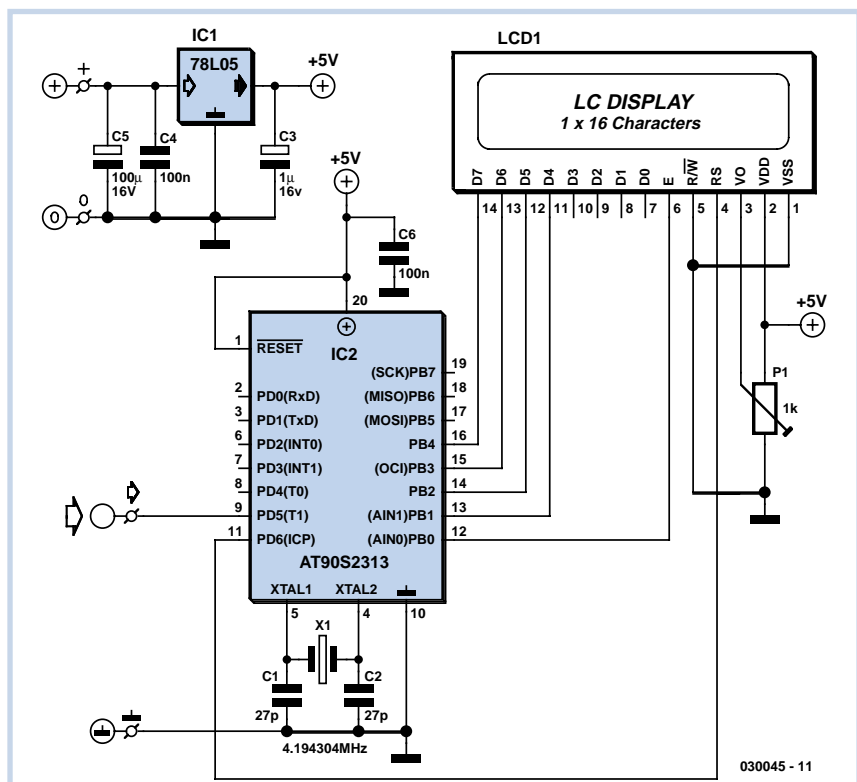 IC1
78L05
+5V
+
C5
100µ
16V
C4
100n
C3
1µ
16v
0
0
LCD1
LC DISPLAY
1 x 16 Characters
D7
D6
D5
D4
D3
D2
D1
D0
E
R/W
RS
VO
VDD
VSS
14
13
12
11
10
9
8
7
6
5
4
3
2
1
+5V
C6
100n
+5V
P1
1k
20
1
RESET
IC2
2
PD0(RxD)
3
PD1(TxD)
6
PD2(INT0)
7
PD3(INT1)
8
PD4(T0)
9
PD5(T1)
11
PD6(ICP)
(SCK)PB7
19
(MISO)PB6
18
(MOSI)PB5
17
PB4
16
(OCI)PB3
15
PB2
14
(AIN1)PB1
13
(AIN0)PB0
12
AT90S2313
XTAL1
XTAL2
5
4
10
X1
C1
27p
C2
27p
4.194304MHz
030045 - 11